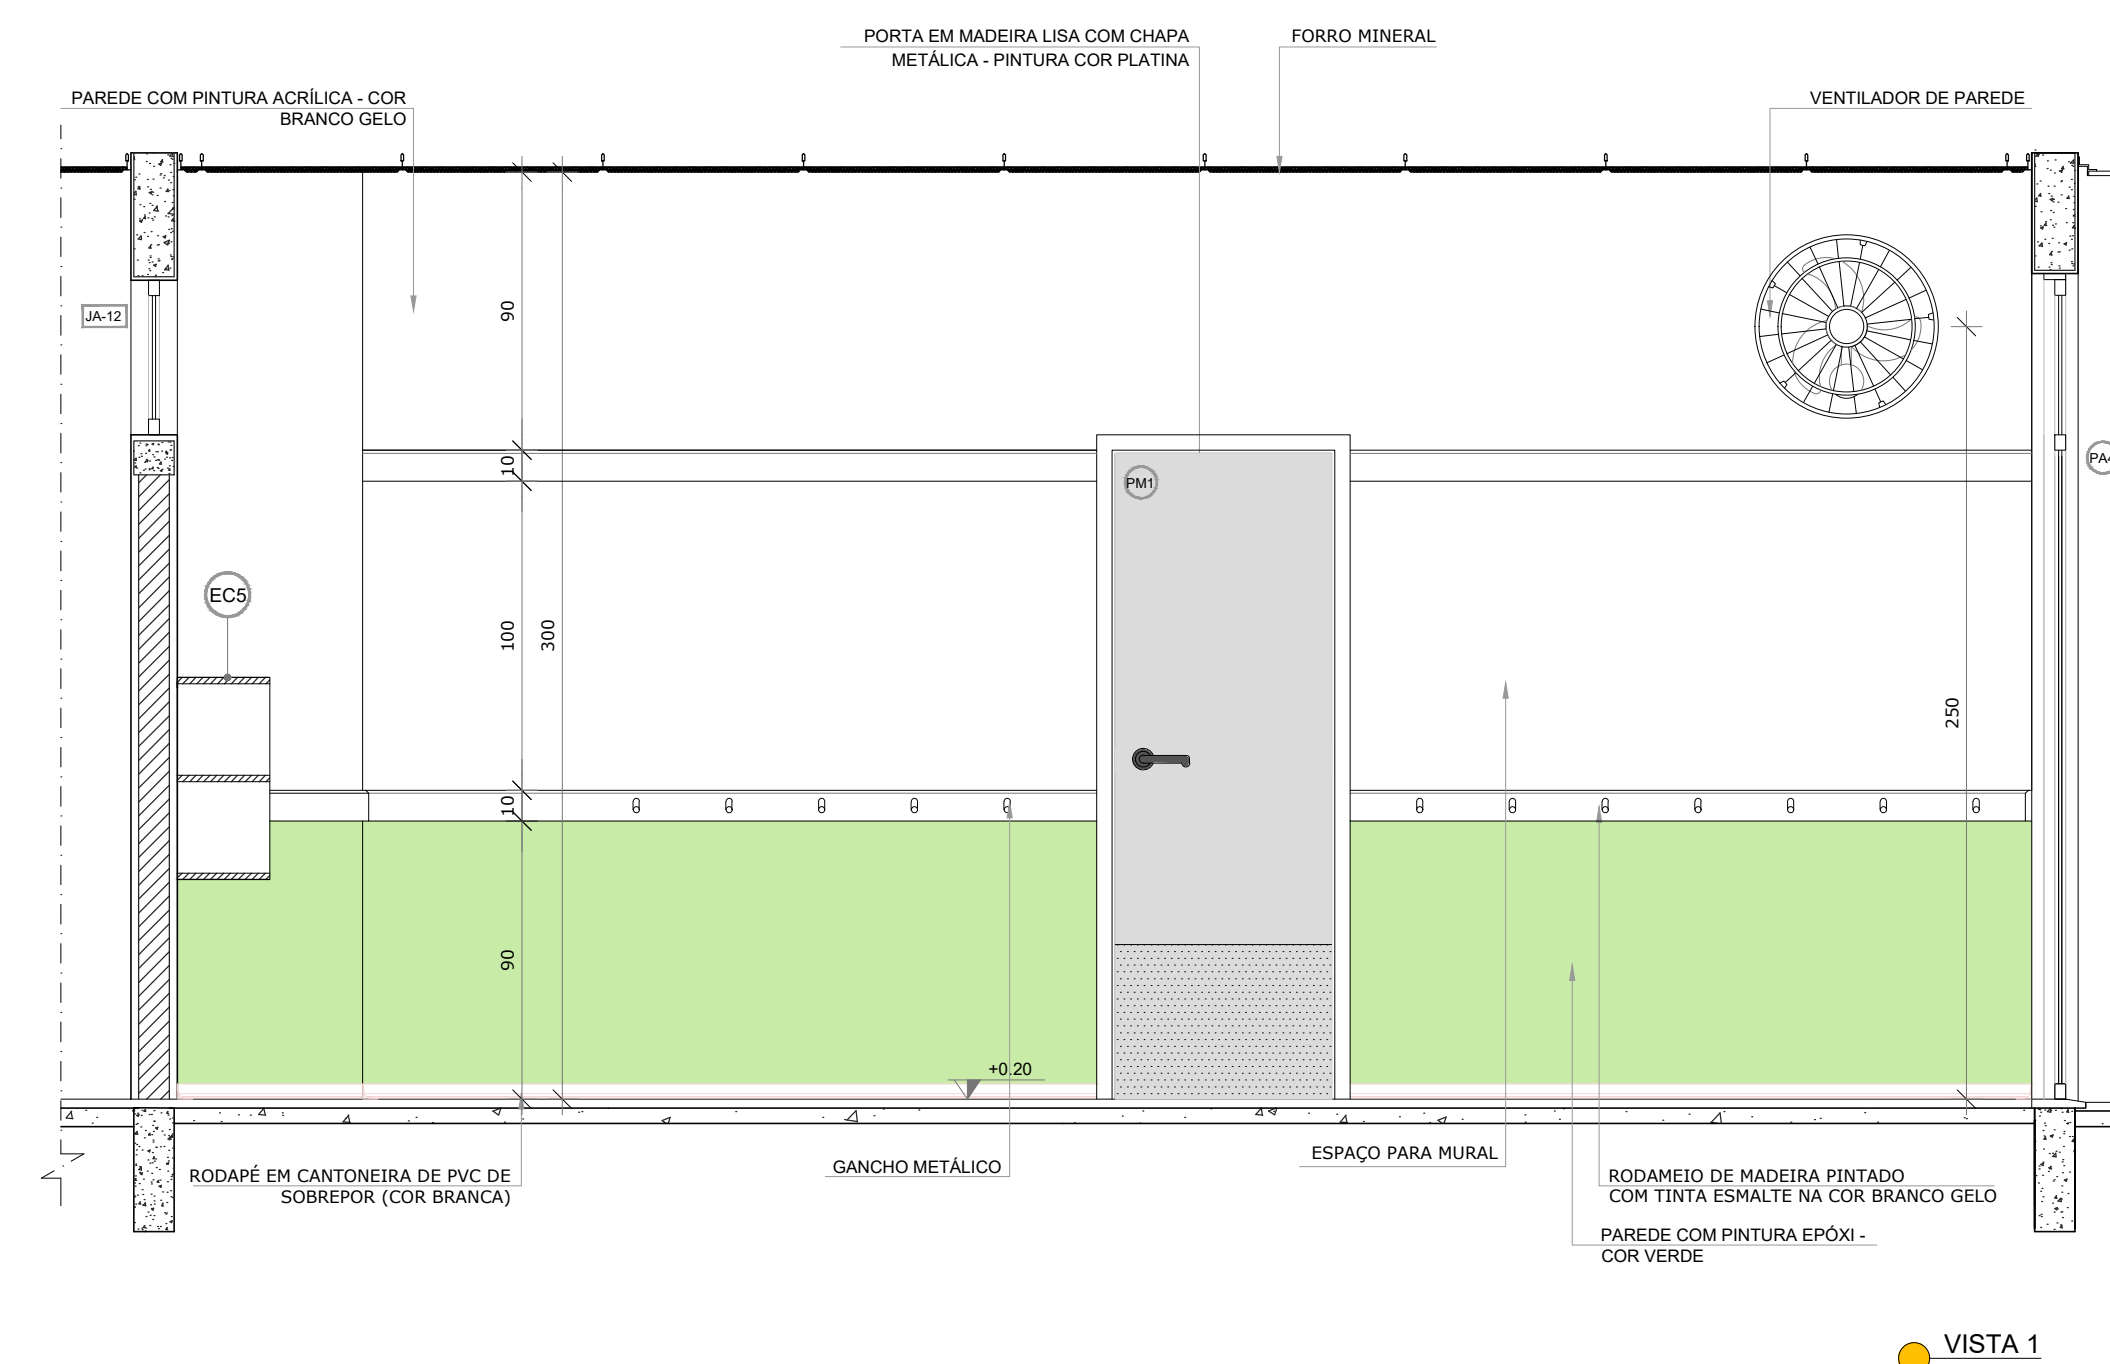 PORTA EM MADEIRA LISA COM CHAPA
METÁLICA - PINTURA COR PLATINA
FORRO MINERAL
PAREDE COM PINTURA ACRÍLICA - COR
BRANCO GELO
VENTILADOR DE PAREDE
JA-12
90
10
PM1
EC5
100
300
250
10
90
+0.20
RODAPÉ EM CANTONEIRA DE PVC DE
SOBREPOR (COR BRANCA)
GANCHO METÁLICO
ESPAÇO PARA MURAL
RODAMEIO DE MADEIRA PINTADO
COM TINTA ESMALTE NA COR BRANCO GELO
PAREDE COM PINTURA EPÓXI -
COR VERDE
VISTA 1